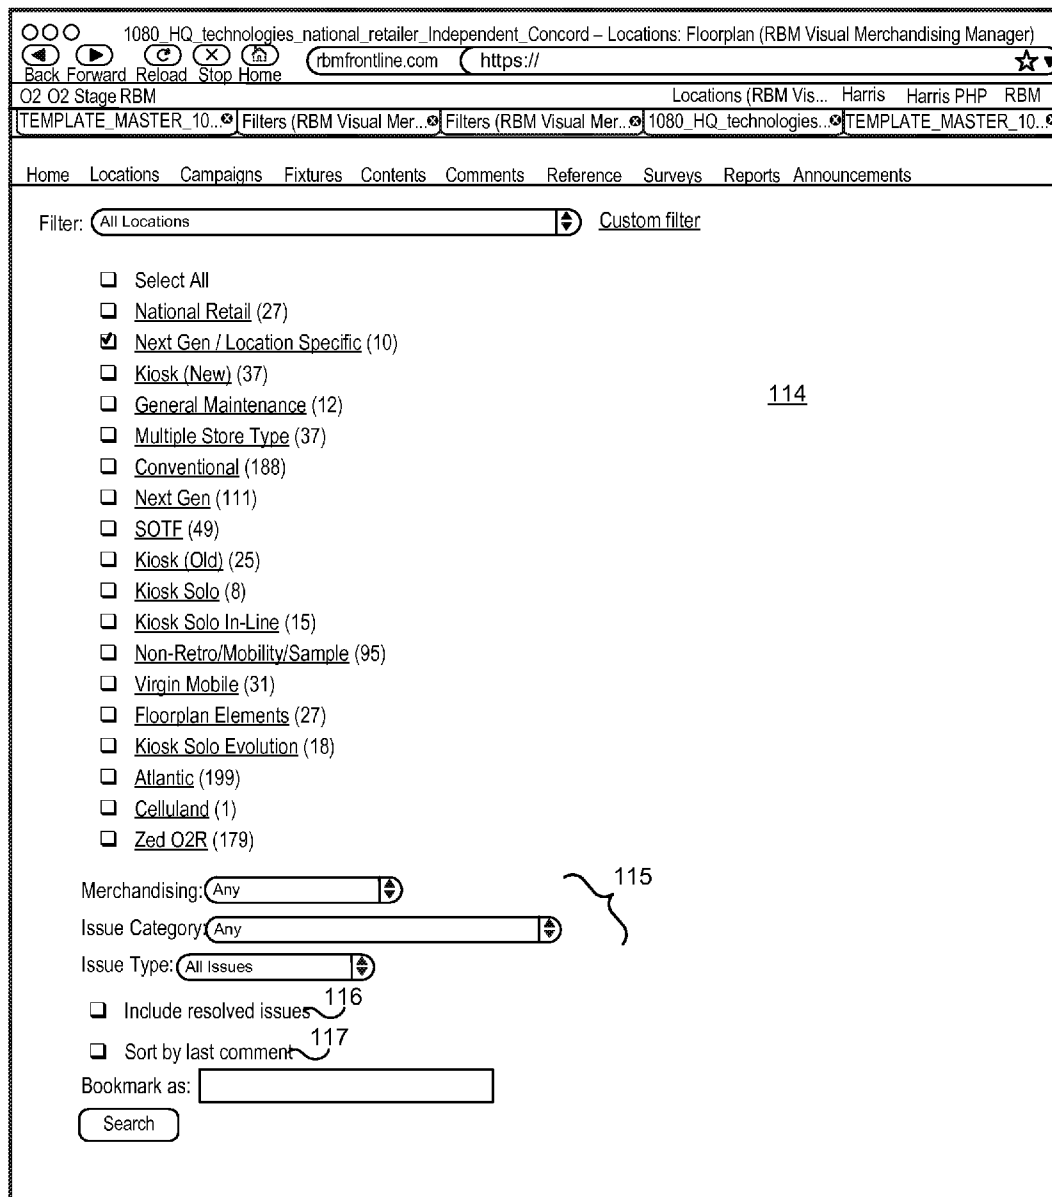 1080_HQ_technologies_national_retailer_Independent_Concord – Locations: Floorplan (RBM Visual Merchandising Manager)
rbmfrontline.com https://
Back Forward Reload Stop Home
O2 O2 Stage RBM Locations (RBM Vis... Harris Harris PHP RBM
TEMPLATE_MASTER_10... Filters (RBM Visual Mer... Filters (RBM Visual Mer... 1080_HQ_technologies... TEMPLATE_MASTER_10...
Home Locations Campaigns Fixtures Contents Comments Reference Surveys Reports Announcements
Filter: All Locations Custom filter
Select All
National Retail (27)
Next Gen / Location Specific (10)
Kiosk (New) (37)
114
General Maintenance (12)
Multiple Store Type (37)
Conventional (188)
Next Gen (111)
SOTF (49)
Kiosk (Old) (25)
Kiosk Solo (8)
Kiosk Solo In-Line (15)
Non-Retro/Mobility/Sample (95)
Virgin Mobile (31)
Floorplan Elements (27)
Kiosk Solo Evolution (18)
Atlantic (199)
Celluland (1)
Zed O2R (179)
115
Merchandising: Any
Issue Category: Any
Issue Type: All Issues
Include resolved issues 116
Sort by last comment 117
Bookmark as:
Search